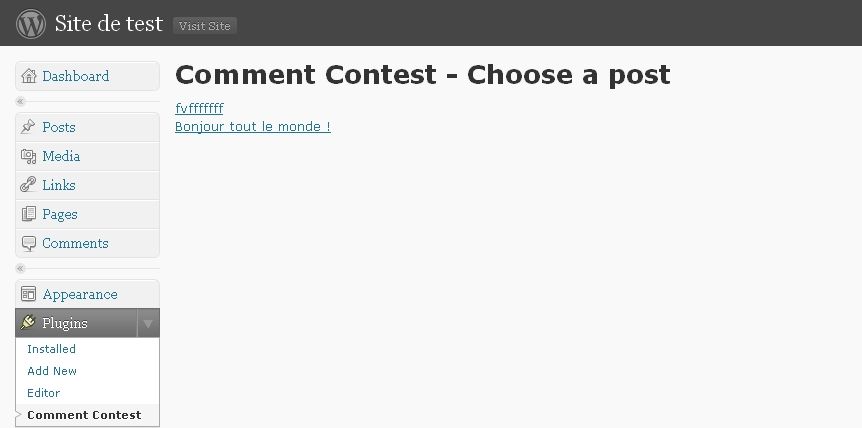 Site de test Visit Site
Dashboard
Posts
Media
Links
Pages
Comments
Appearance
Plugins
Installed
Add New
Editor
Comment Contest
Comment Contest - Choose a post
fvfffffff
Bonjour tout le monde !